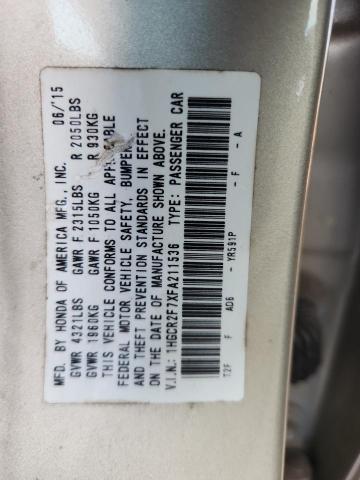 MFD. BY HONDA OF AMERICA MFG., INC. 06/'15
GVWR 4321LBS GAWR F 2315LBS R 2050LBS
GVWR 1960KG GAWR F 1050KG R 930KG
THIS VEHICLE CONFORMS TO ALL APPLICABLE
FEDERAL MOTOR VEHICLE SAFETY, BUMPER,
AND THEFT PREVENTION STANDARDS IN EFFECT
ON THE DATE OF MANUFACTURE SHOWN ABOVE.
V.I.N.: 1HGCR2F7XFA211536 TYPE: PASSENGER CAR
T2F F AD6 - YR591P - F - A